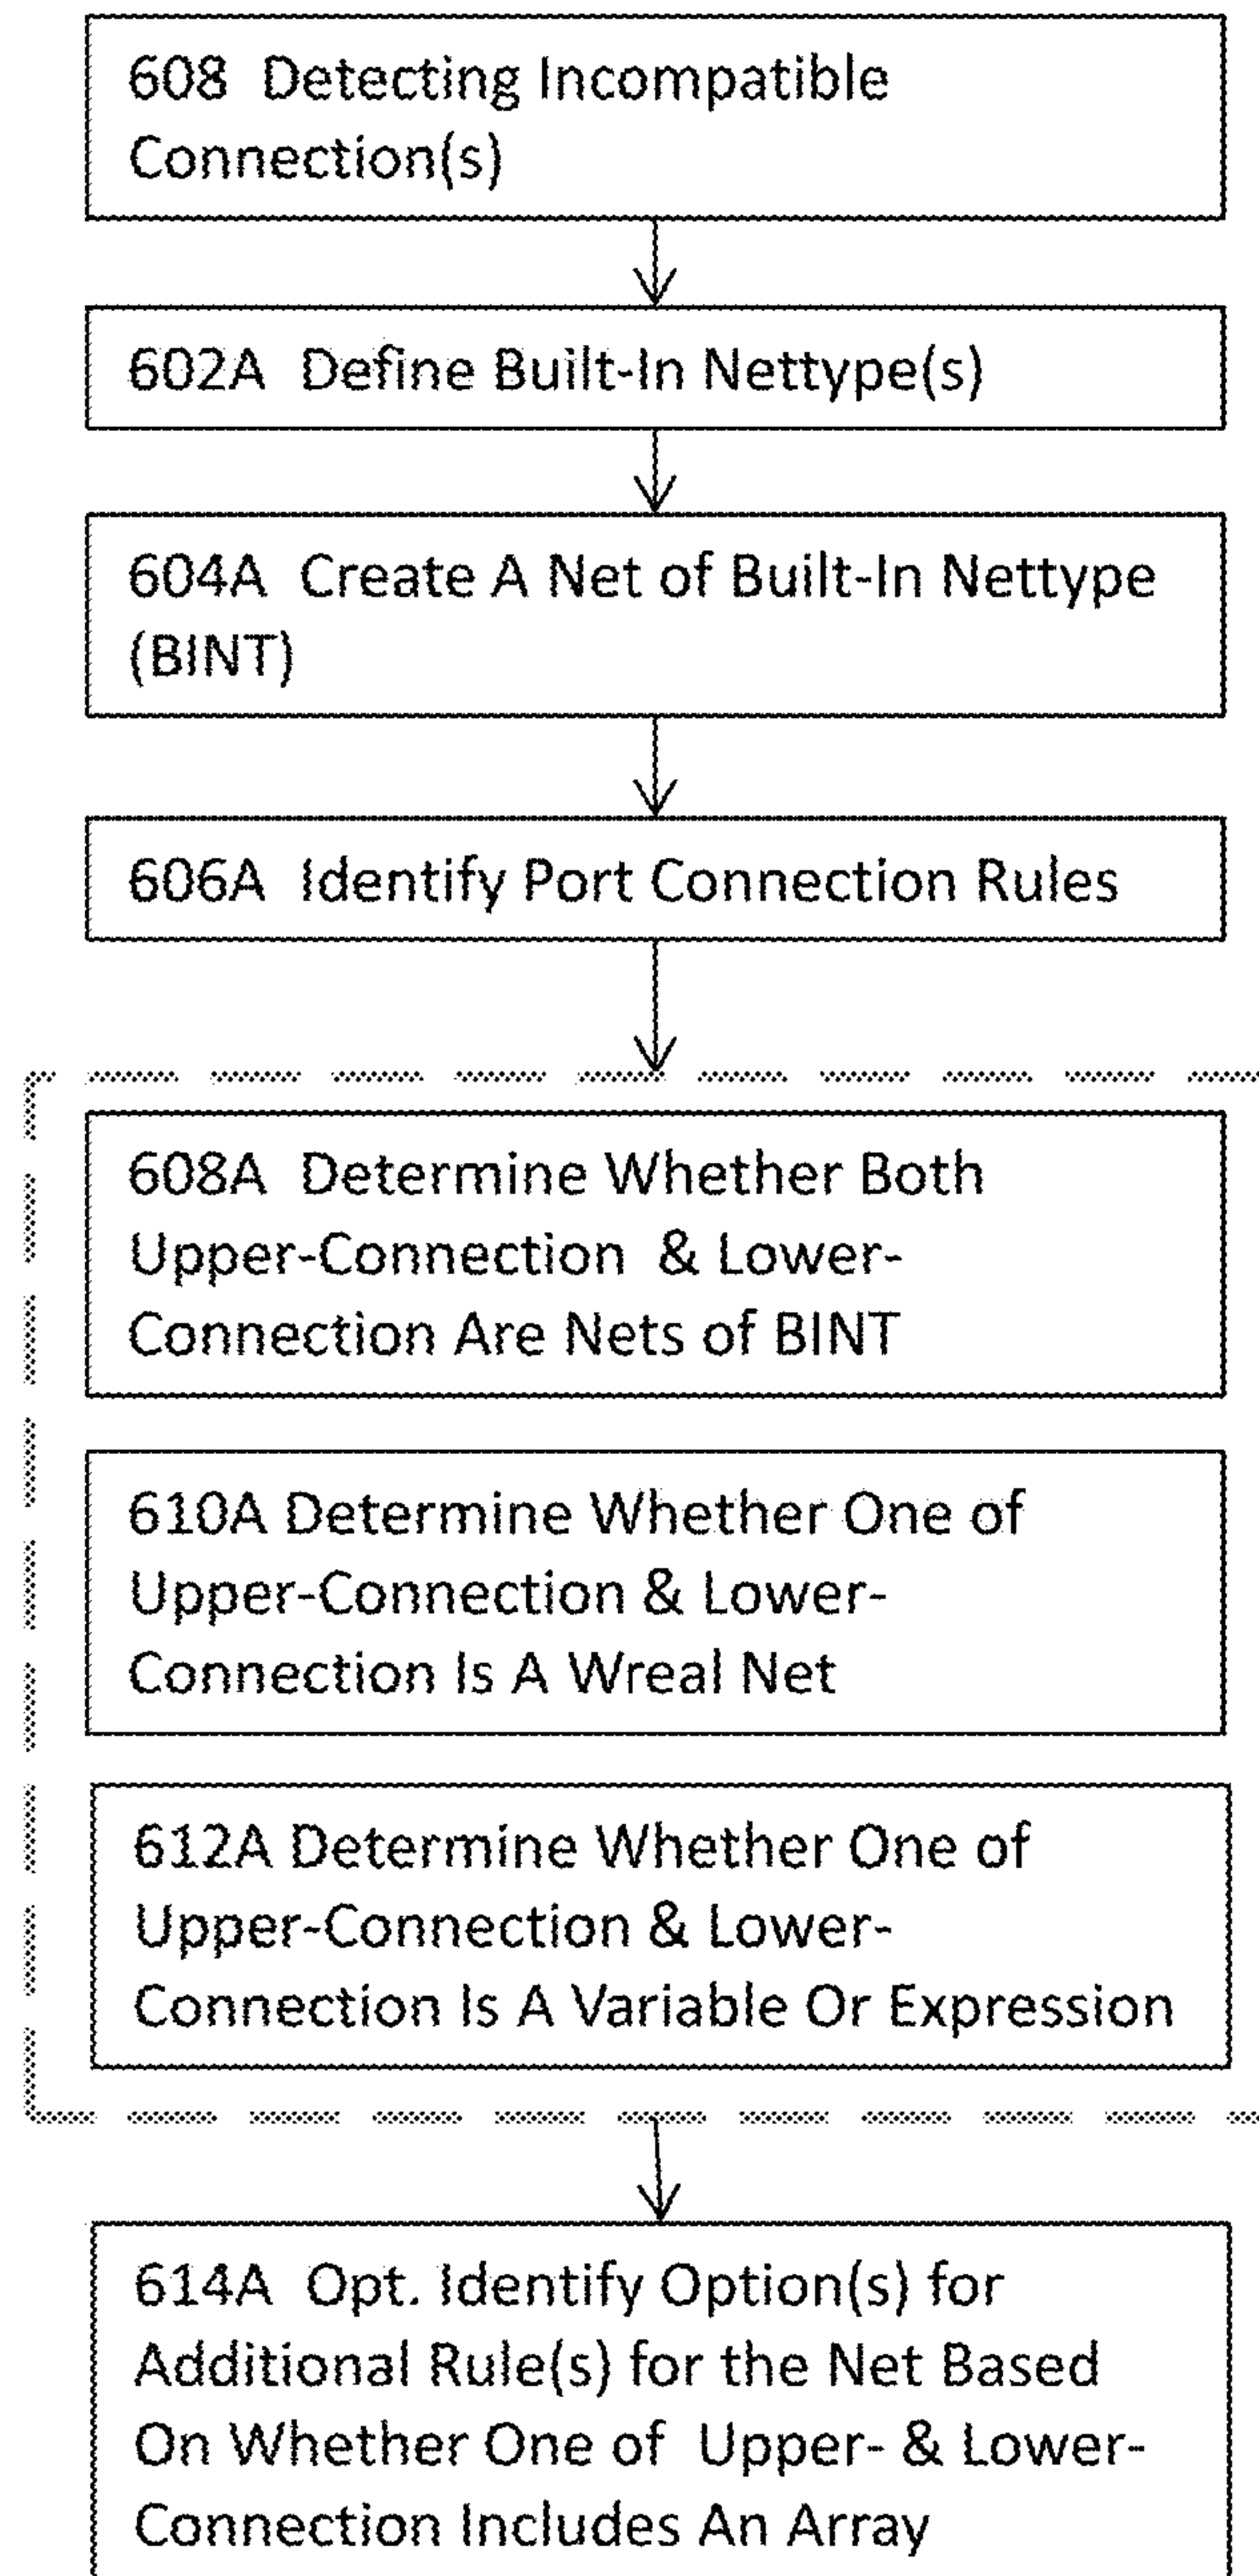 608 Detecting Incompatible
Connection(s)
602A Define Built-In Nettype(s)
604A Create A Net of Built-In Nettype
(BINT)
606A Identify Port Connection Rules
608A Determine Whether Both
Upper-Connection & Lower-
Connection Are Nets of BINT
610A Determine Whether One of
Upper-Connection & Lower-
Connection Is A Wreal Net
612A Determine Whether One of
Upper-Connection & Lower-
Connection Is A Variable Or Expression
614A Opt. Identify Option(s) for
Additional Rule(s) for the Net Based
On Whether One of Upper- & Lower-
Connection Includes An Array